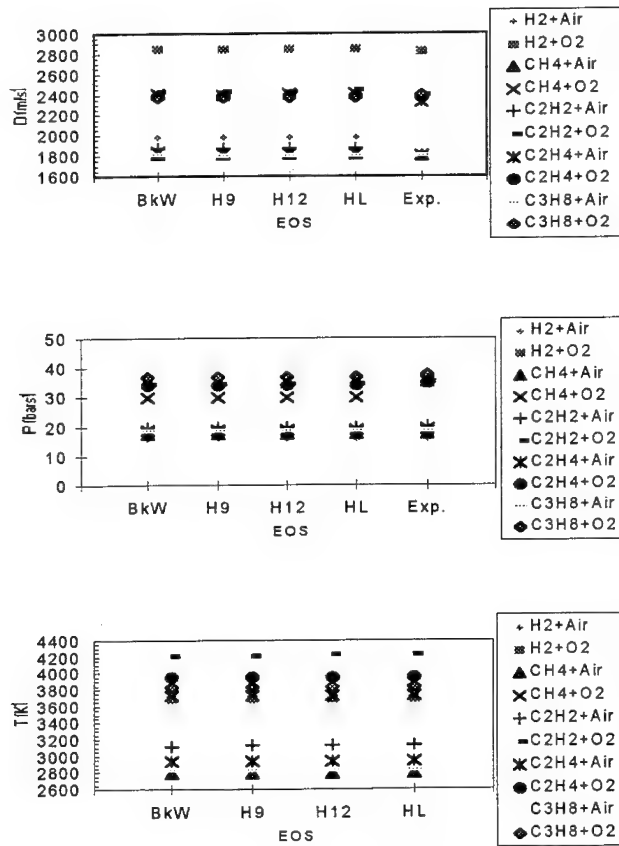 D[m/s]
3000
2800
2600
2400
2200
2000
1800
1600
BkW H9 H12 HL Exp.
EOS
H2+Air
H2+O2
CH4+Air
CH4+O2
C2H2+Air
C2H2+O2
C2H4+Air
C2H4+O2
C3H8+Air
C3H8+O2
P[bars]
50
40
30
20
10
0
BkW H9 H12 HL Exp.
EOS
H2+Air
H2+O2
CH4+Air
CH4+O2
C2H2+Air
C2H2+O2
C2H4+Air
C2H4+O2
C3H8+Air
C3H8+O2
T[K]
4400
4200
4000
3800
3600
3400
3200
3000
2800
2600
BkW H9 H12 HL
EOS
H2+Air
H2+O2
CH4+Air
CH4+O2
C2H2+Air
C2H2+O2
C2H4+Air
C2H4+O2
C3H8+Air
C3H8+O2